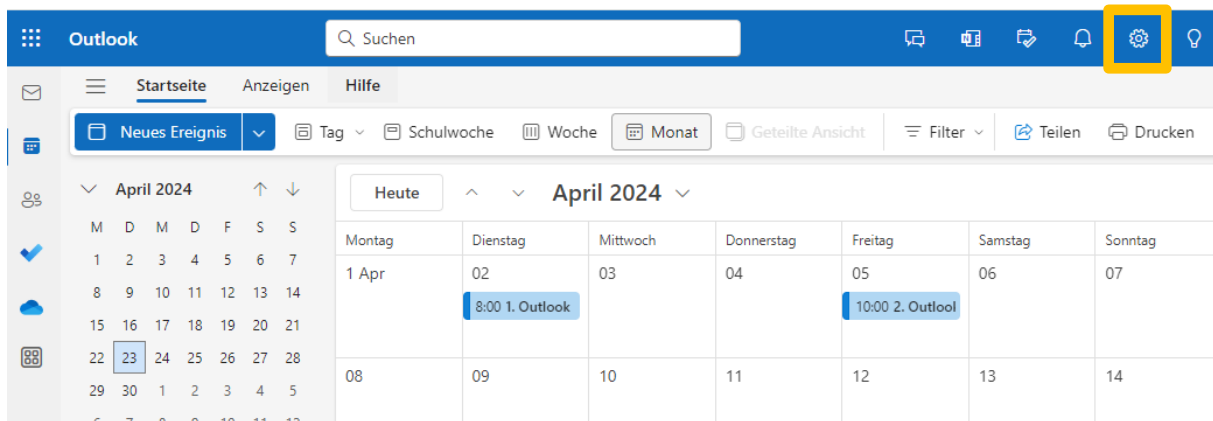 Outlook
Suchen
Startseite Anzeigen Hilfe
Neues Ereignis Tag Schulwoche Woche Monat Geteilte Ansicht Filter Teilen Drucken
April 2024
Heute April 2024
M D M D F S S
1 2 3 4 5 6 7
8 9 10 11 12 13 14
15 16 17 18 19 20 21
22 23 24 25 26 27 28
29 30 1 2 3 4 5
Montag Dienstag Mittwoch Donnerstag Freitag Samstag Sonntag
1 Apr 02 03 04 05 06 07
8:00 1. Outlook 10:00 2. Outlool
08 09 10 11 12 13 14